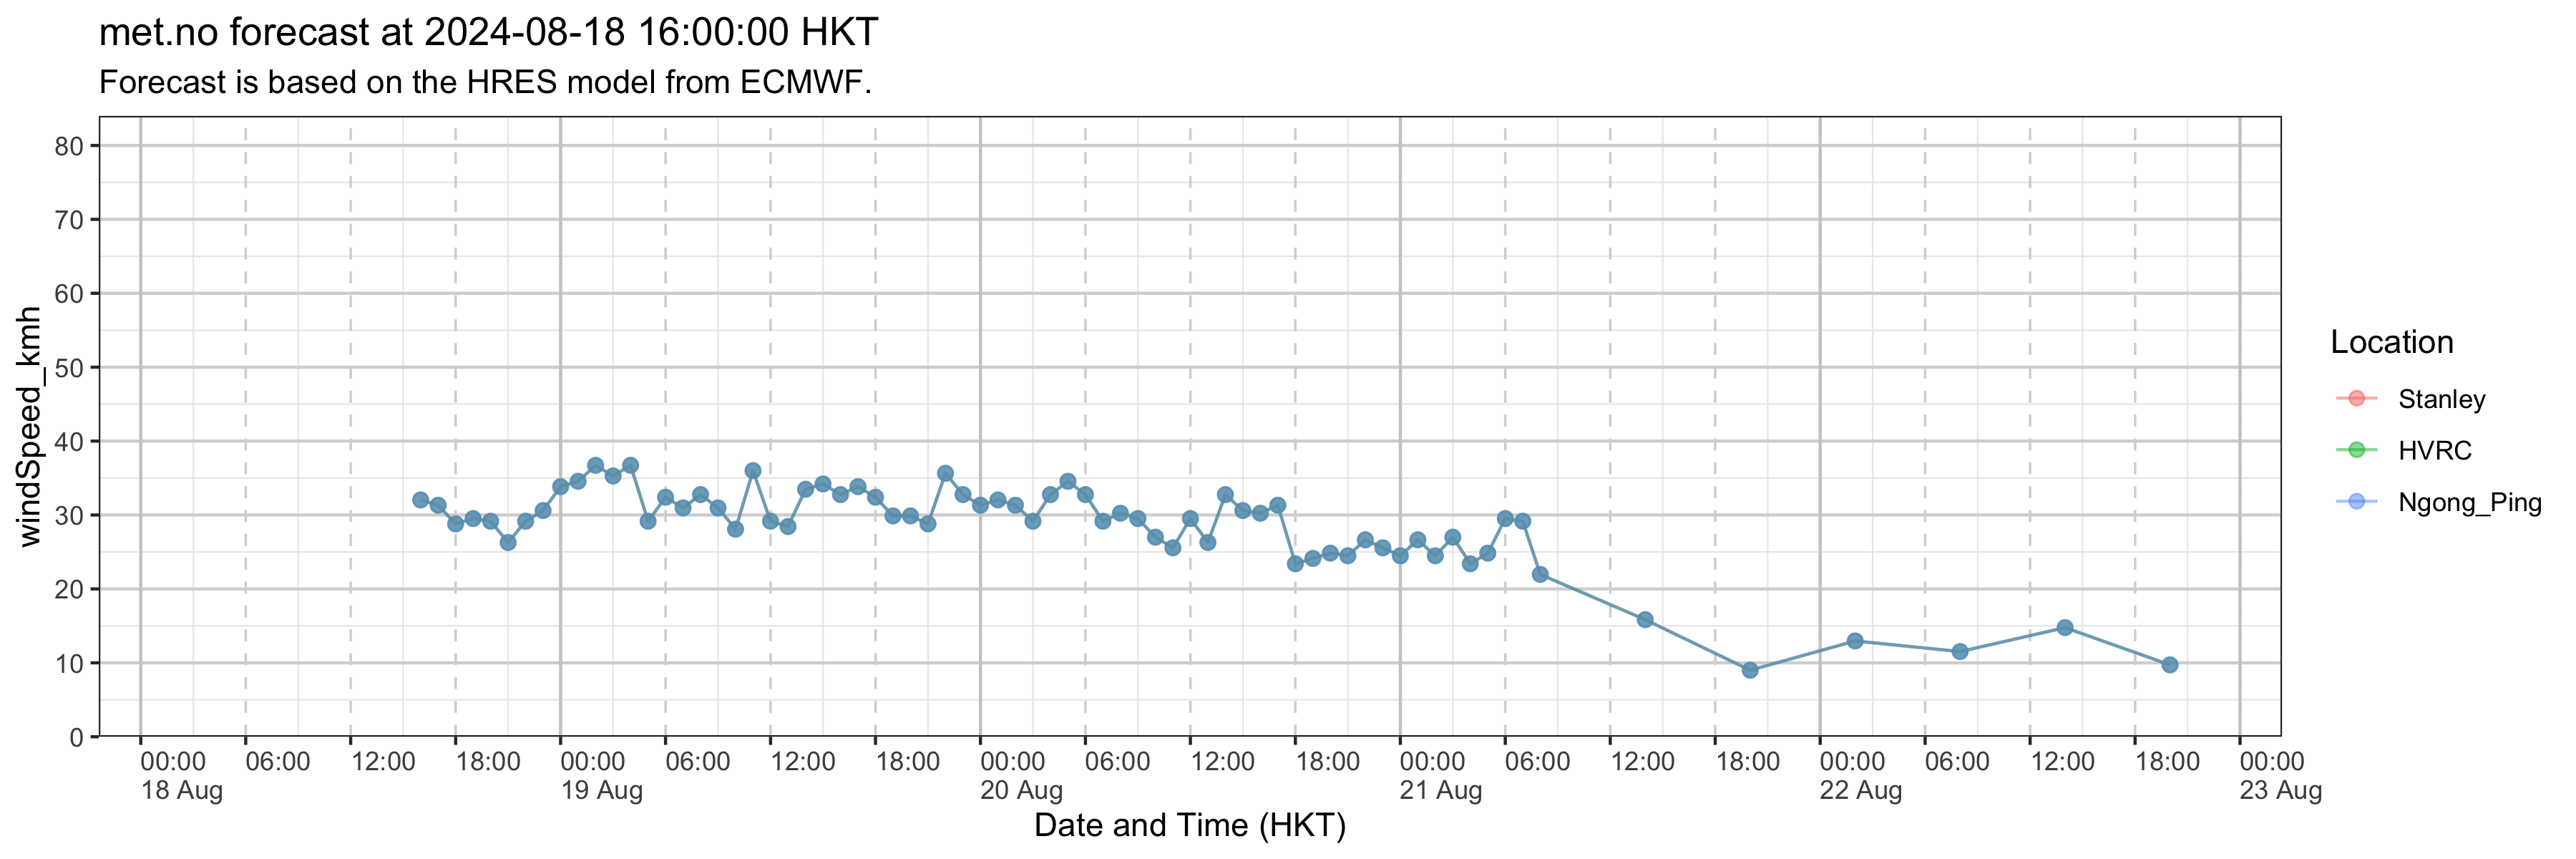 met.no forecast at 2024-08-18 16:00:00 HKT
Forecast is based on the HRES model from ECMWF.
windSpeed_kmh
80
70
60
50
40
30
20
10
0
00:00 06:00 12:00 18:00 00:00 06:00 12:00 18:00 00:00 06:00 12:00 18:00 00:00 06:00 12:00 18:00 00:00 06:00 12:00 18:00 00:00
18 Aug 19 Aug 20 Aug 21 Aug 22 Aug 23 Aug
Date and Time (HKT)
Location
Stanley
HVRC
Ngong_Ping